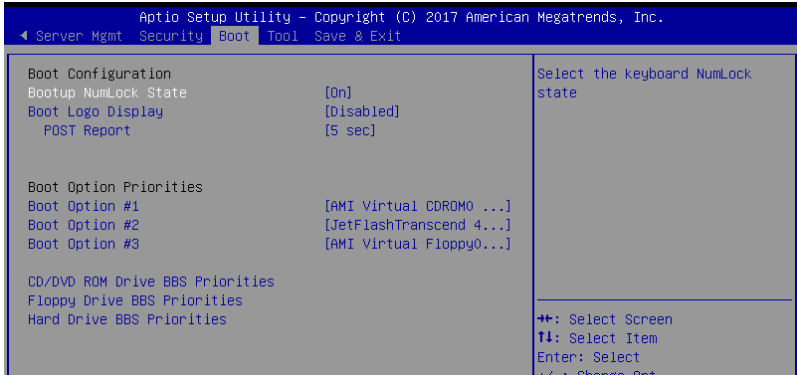 Aptio Setup Utility – Copyright (C) 2017 American Megatrends, Inc.
Server Mgmt Security Boot Tool Save & Exit
Boot Configuration
Bootup NumLock State [On]
Boot Logo Display [Disabled]
POST Report [5 sec]
Boot Option Priorities
Boot Option #1 [AMI Virtual CDROM0 ...]
Boot Option #2 [JetFlashTranscend 4...]
Boot Option #3 [AMI Virtual Floppy0...]
CD/DVD ROM Drive BBS Priorities
Floppy Drive BBS Priorities
Hard Drive BBS Priorities
Select the keyboard NumLock
state
→←: Select Screen
↑↓: Select Item
Enter: Select
+/-: Change Opt.